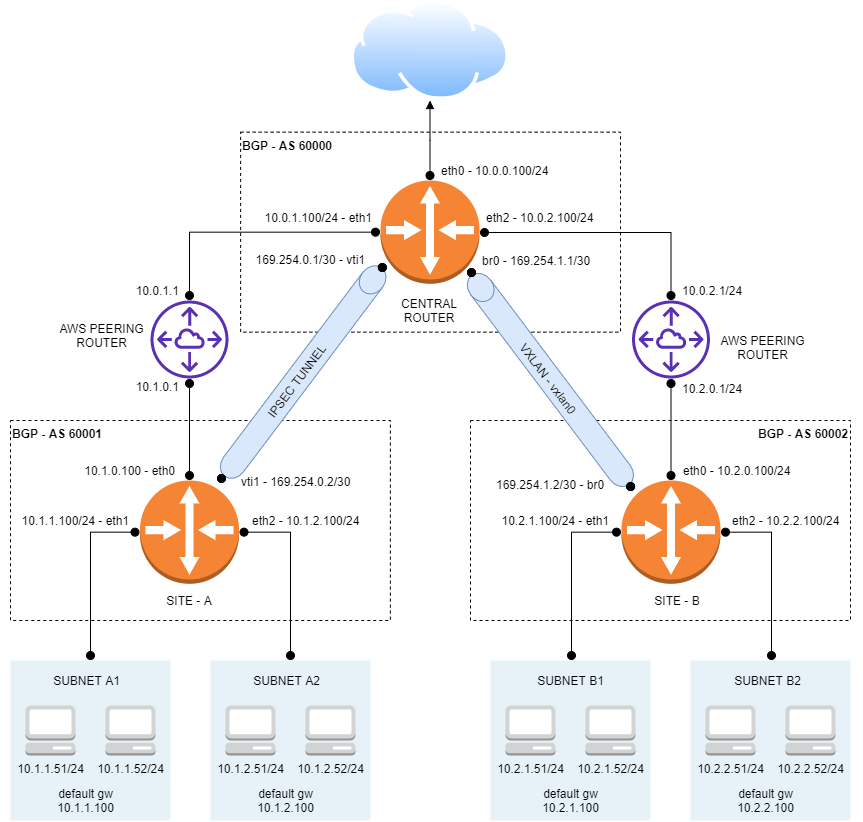 BGP - AS 60000
eth0 - 10.0.0.100/24
10.0.1.100/24 - eth1
eth2 - 10.0.2.100/24
169.254.0.1/30 - vti1
br0 - 169.254.1.1/30
CENTRAL
ROUTER
10.0.1.1
10.0.2.1/24
AWS PEERING
ROUTER
AWS PEERING
ROUTER
10.1.0.1
10.2.0.1/24
IPSEC TUNNEL
VXLAN - vxlan0
BGP - AS 60001
BGP - AS 60002
10.1.0.100 - eth0
vti1 - 169.254.0.2/30
eth0 - 10.2.0.100/24
169.254.1.2/30 - br0
10.1.1.100/24 - eth1
eth2 - 10.1.2.100/24
10.2.1.100/24 - eth1
eth2 - 10.2.2.100/24
SITE - A
SITE - B
SUBNET A1
SUBNET A2
SUBNET B1
SUBNET B2
10.1.1.51/24
10.1.1.52/24
10.1.2.51/24
10.1.2.52/24
10.2.1.51/24
10.2.1.52/24
10.2.2.51/24
10.2.2.52/24
default gw
10.1.1.100
default gw
10.1.2.100
default gw
10.2.1.100
default gw
10.2.2.100